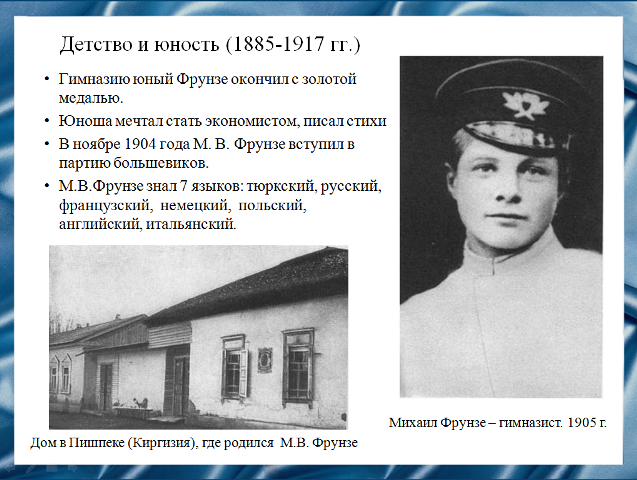 Детство и юность (1885-1917 гг.)
• Гимназию юный Фрунзе окончил с золотой
медалью.
• Юноша мечтал стать экономистом, писал стихи
• В ноябре 1904 года М. В. Фрунзе вступил в
партию большевиков.
• М.В.Фрунзе знал 7 языков: тюркский, русский,
французский, немецкий, польский,
английский, итальянский.
Михаил Фрунзе – гимназист. 1905 г.
Дом в Пишпеке (Киргизия), где родился М.В. Фрунзе